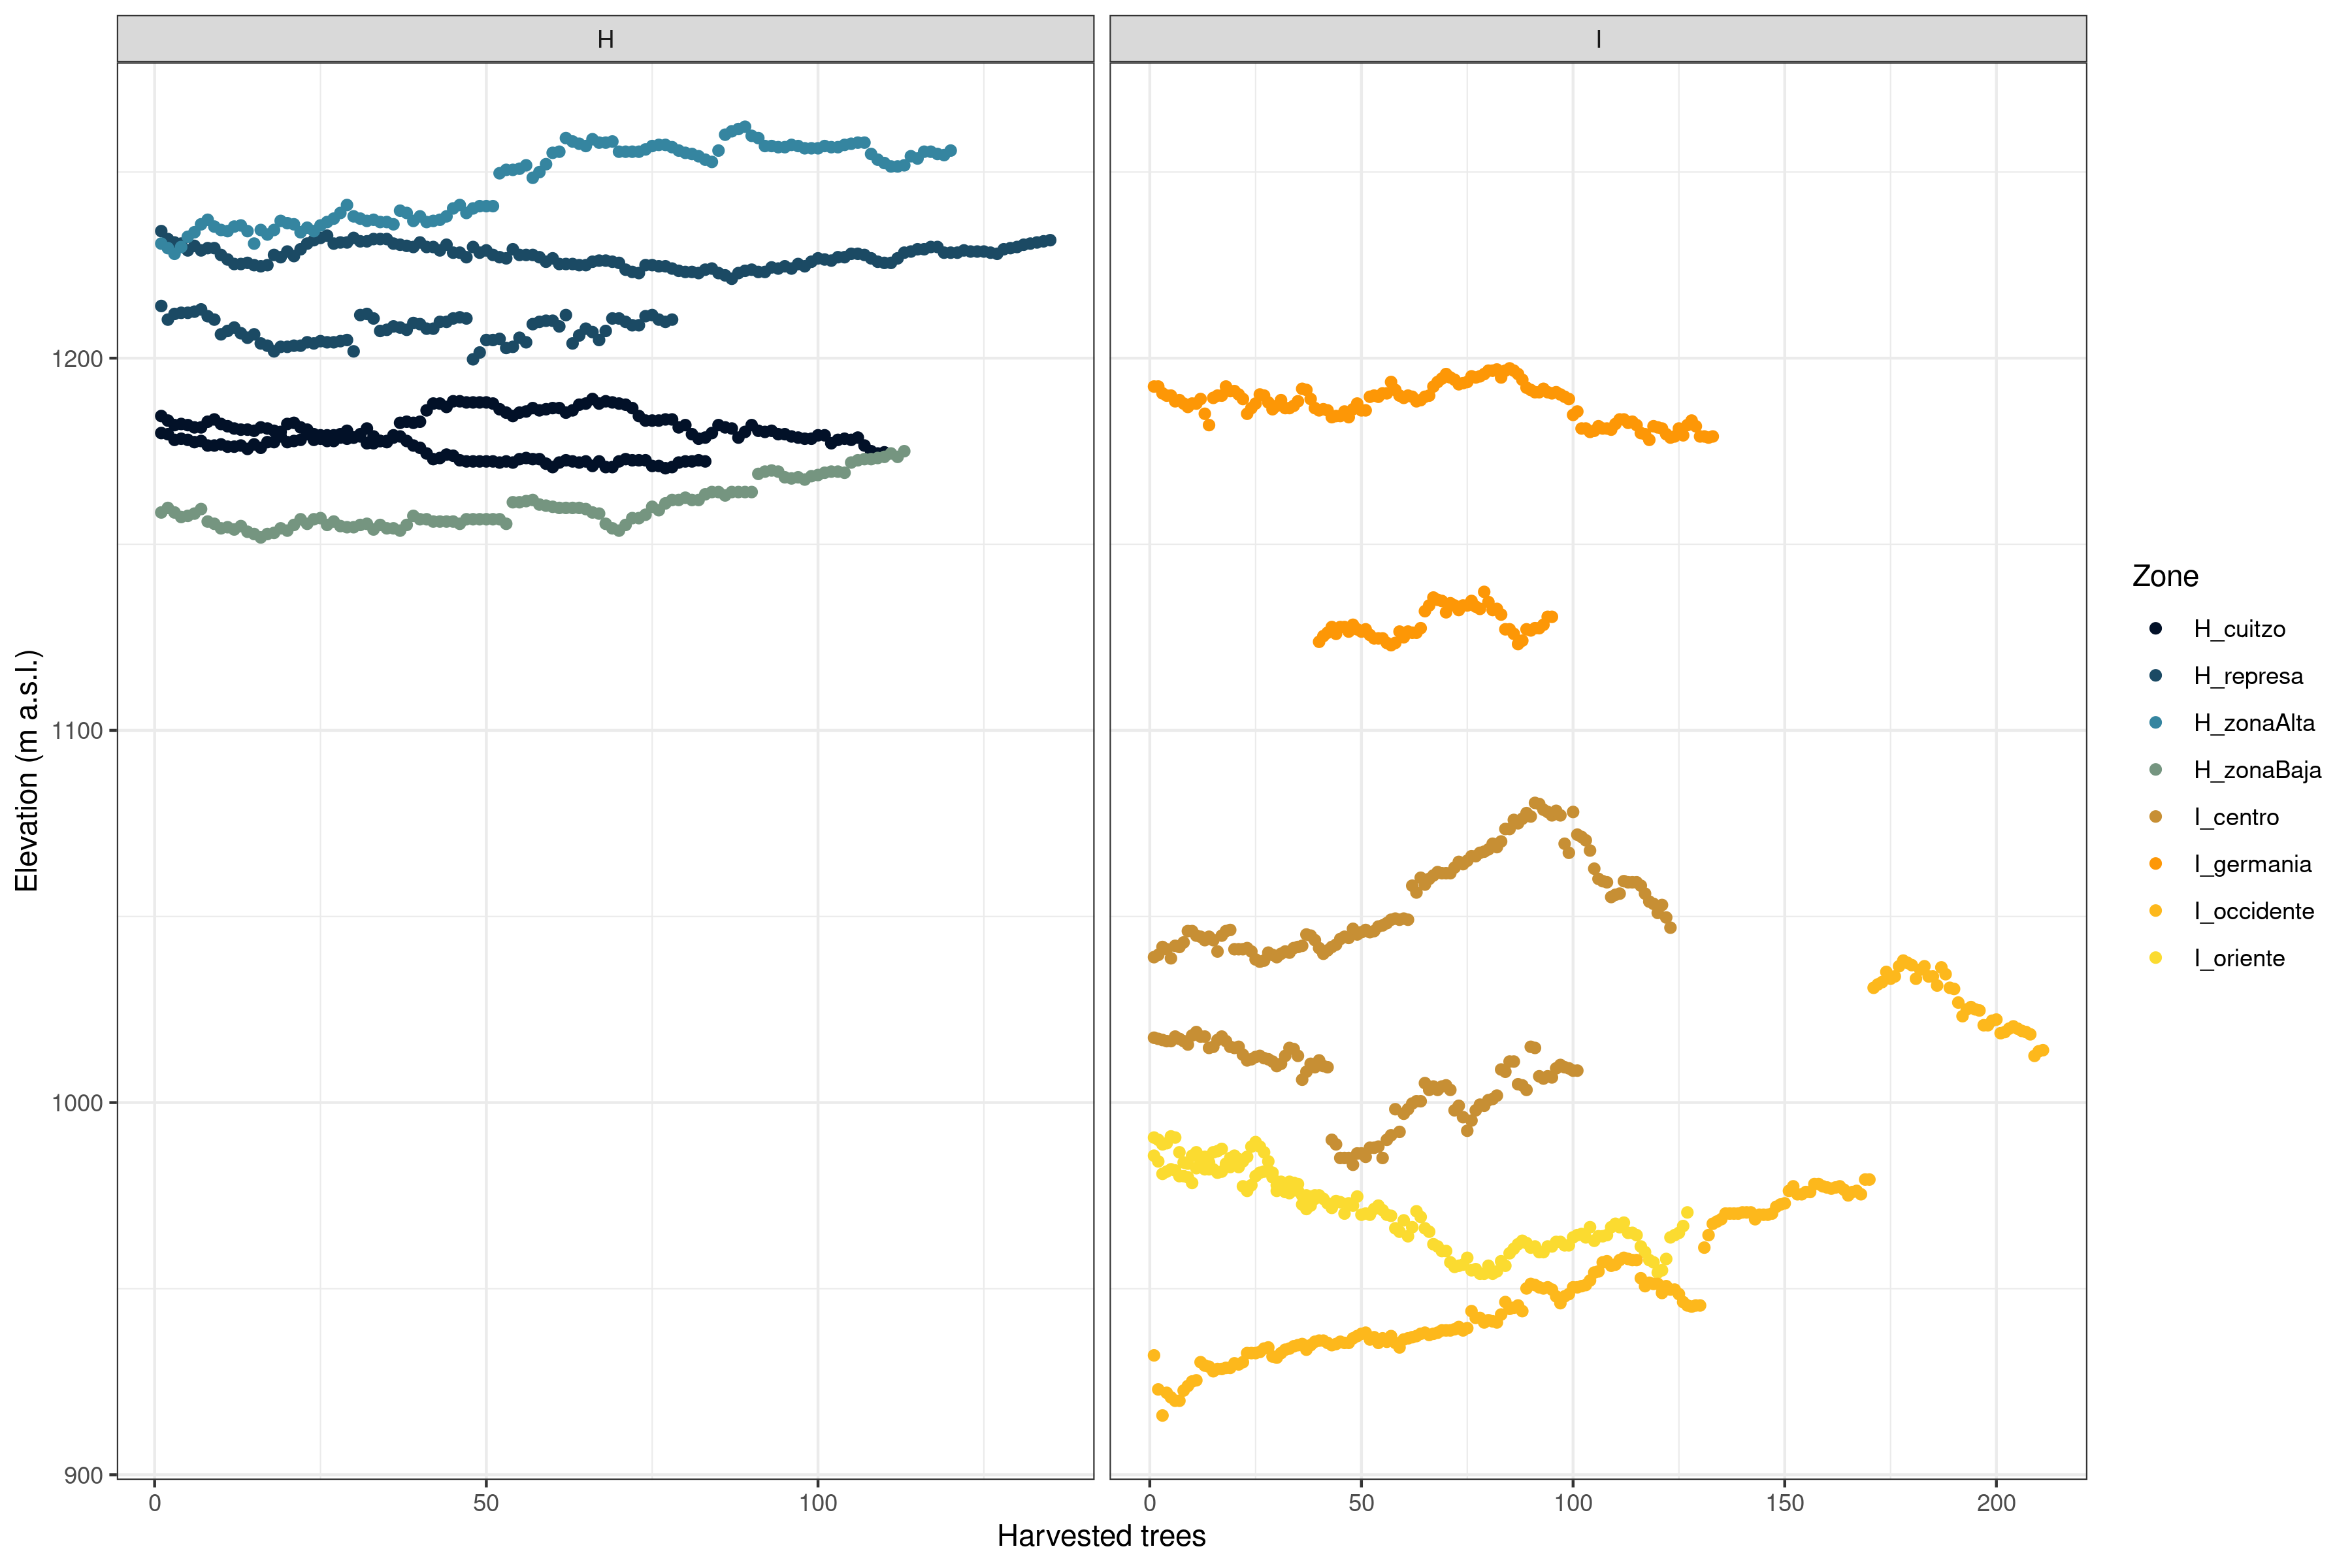 H
I
1200
1100
1000
900
Elevation (m a.s.l.)
0
50
100
0
50
100
150
200
Harvested trees
Zone
H_cuitzo
H_represa
H_zonaAlta
H_zonaBaja
I_centro
I_germania
I_occidente
I_oriente